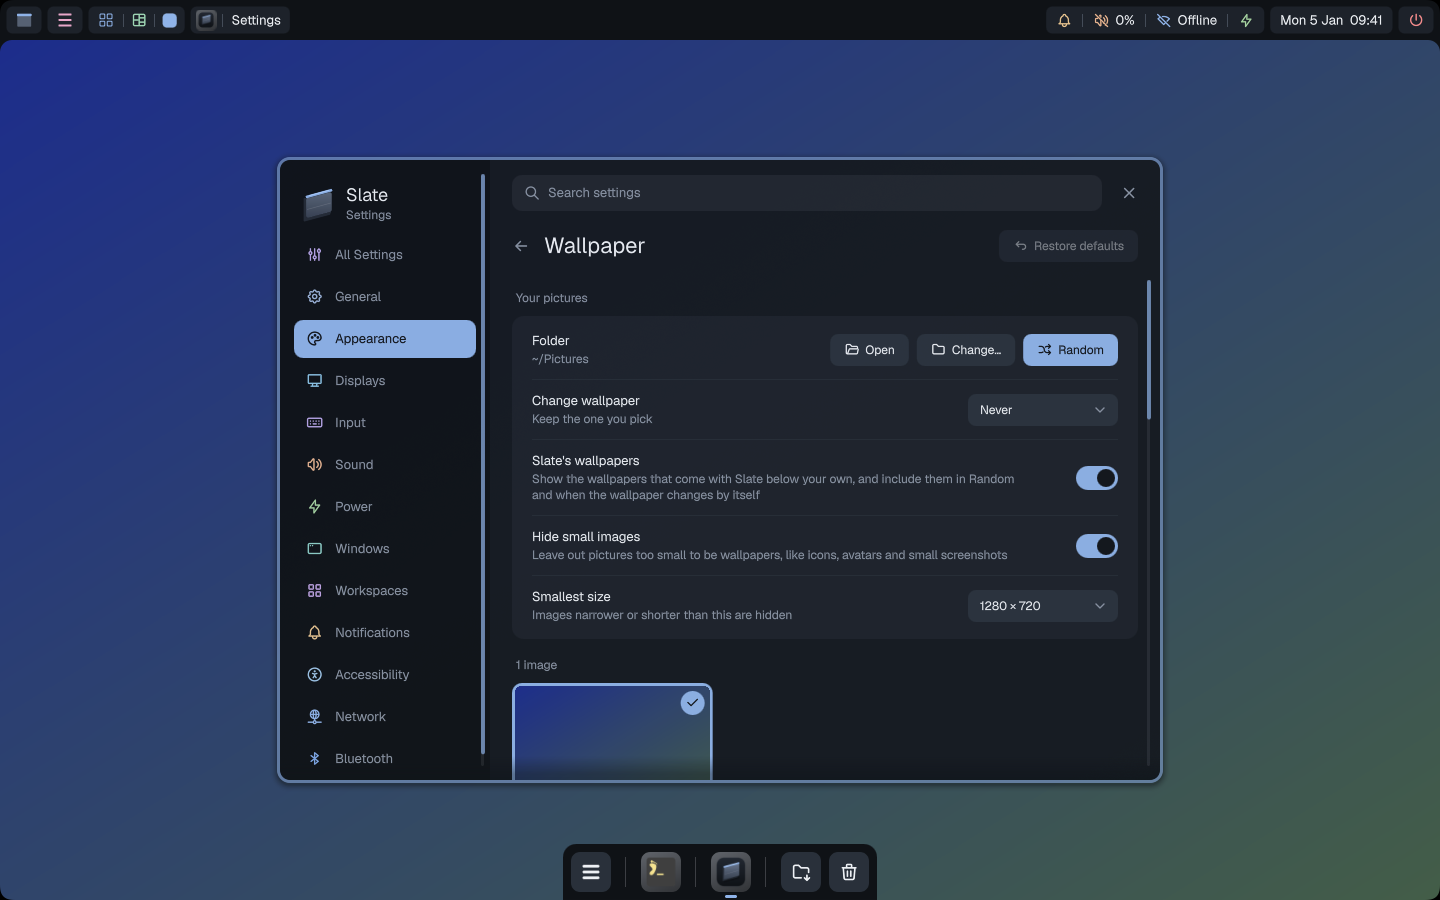 Settings
0%
Offline
Mon 5 Jan 09:41
Slate
Settings
All Settings
General
Appearance
Displays
Input
Sound
Power
Windows
Workspaces
Notifications
Accessibility
Network
Bluetooth
Search settings
Wallpaper
Restore defaults
Your pictures
Folder
~/Pictures
Open
Change...
Random
Change wallpaper
Keep the one you pick
Never
Slate's wallpapers
Show the wallpapers that come with Slate below your own, and include them in Random
and when the wallpaper changes by itself
Hide small images
Leave out pictures too small to be wallpapers, like icons, avatars and small screenshots
Smallest size
Images narrower or shorter than this are hidden
1280 × 720
1 image